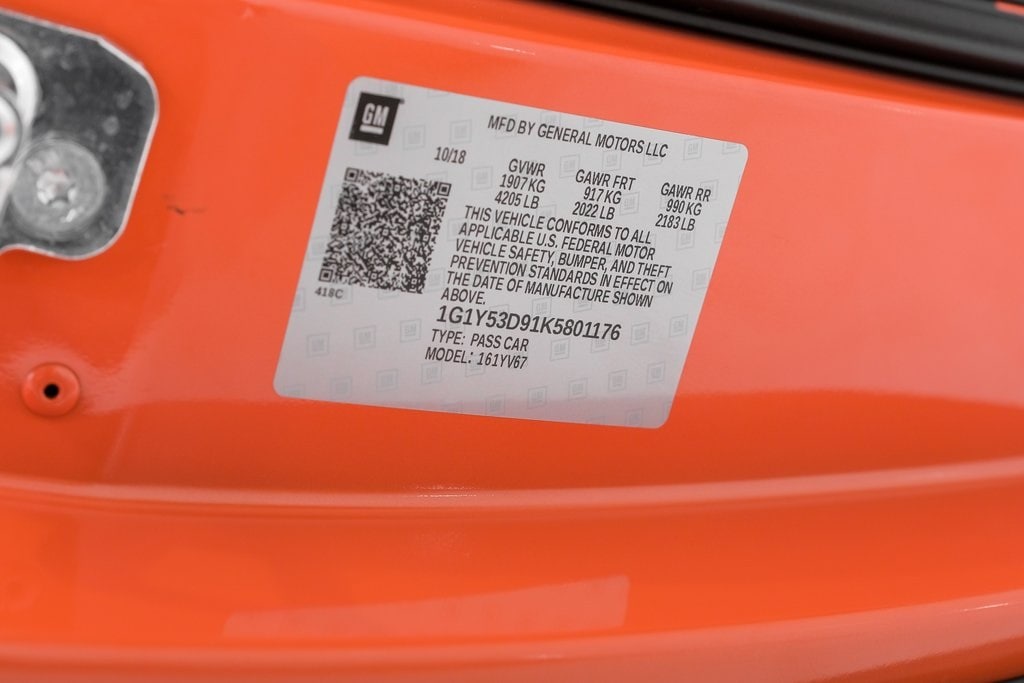 GM
MFD BY GENERAL MOTORS LLC
10/18
GVWR GAWR FRT GAWR RR
1907 KG 917 KG 990 KG
4205 LB 2022 LB 2183 LB
THIS VEHICLE CONFORMS TO ALL
APPLICABLE U.S. FEDERAL MOTOR
VEHICLE SAFETY, BUMPER, AND THEFT
PREVENTION STANDARDS IN EFFECT ON
THE DATE OF MANUFACTURE SHOWN
ABOVE.
418C
1G1Y53D91K5801176
TYPE: PASS CAR
MODEL: 161YV67